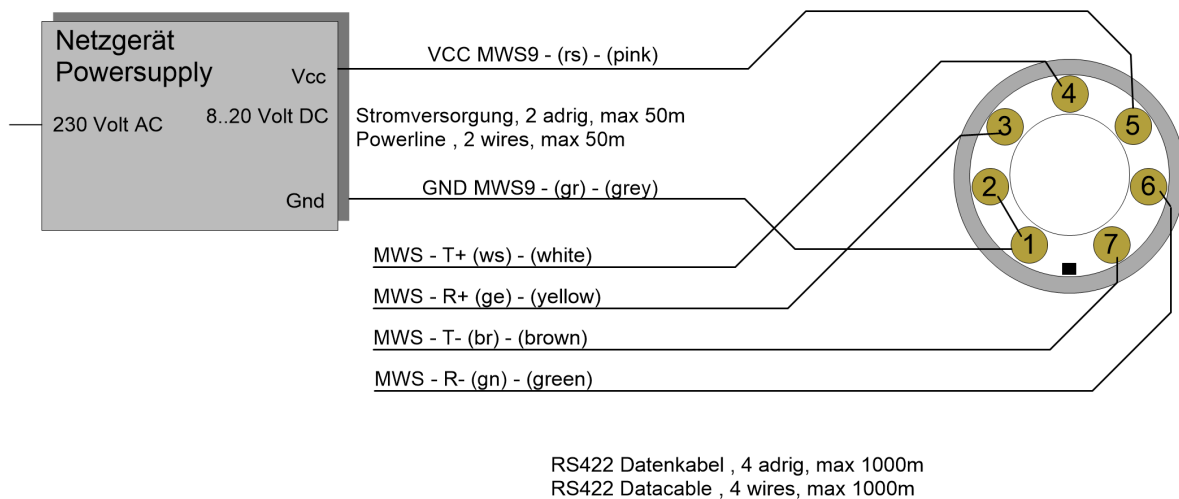 Netzgerät
Powersupply
Vcc
230 Volt AC
8..20 Volt DC
Gnd
VCC MWS9 - (rs) - (pink)
Stromversorgung, 2 adrig, max 50m
Powerline , 2 wires, max 50m
GND MWS9 - (gr) - (grey)
MWS - T+ (ws) - (white)
MWS - R+ (ge) - (yellow)
MWS - T- (br) - (brown)
MWS - R- (gn) - (green)
4
3
5
2
6
1
7
RS422 Datenkabel , 4 adrig, max 1000m
RS422 Datacable , 4 wires, max 1000m